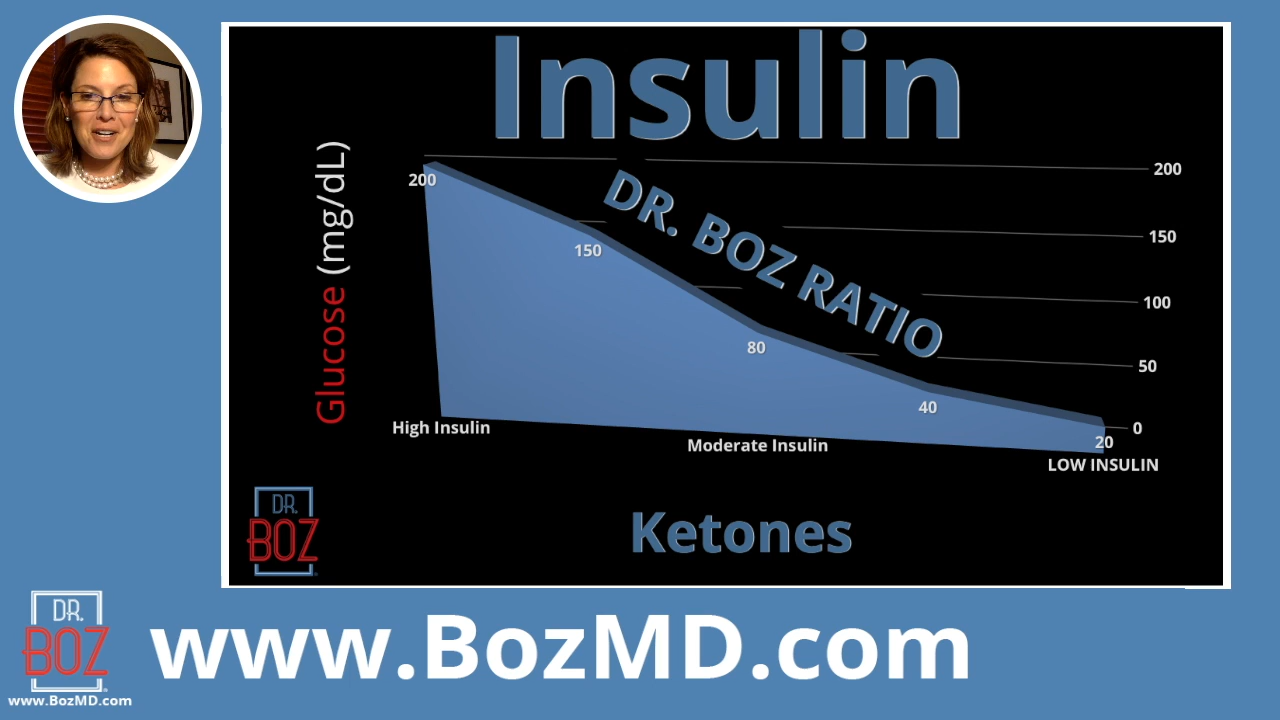 Insulin
Glucose (mg/dL)
DR. BOZ RATIO
200
150
100
50
0
200
150
80
40
20
High Insulin
Moderate Insulin
LOW INSULIN
Ketones
DR.
BOZ
DR.
BOZ
www.BozMD.com
www.BozMD.com